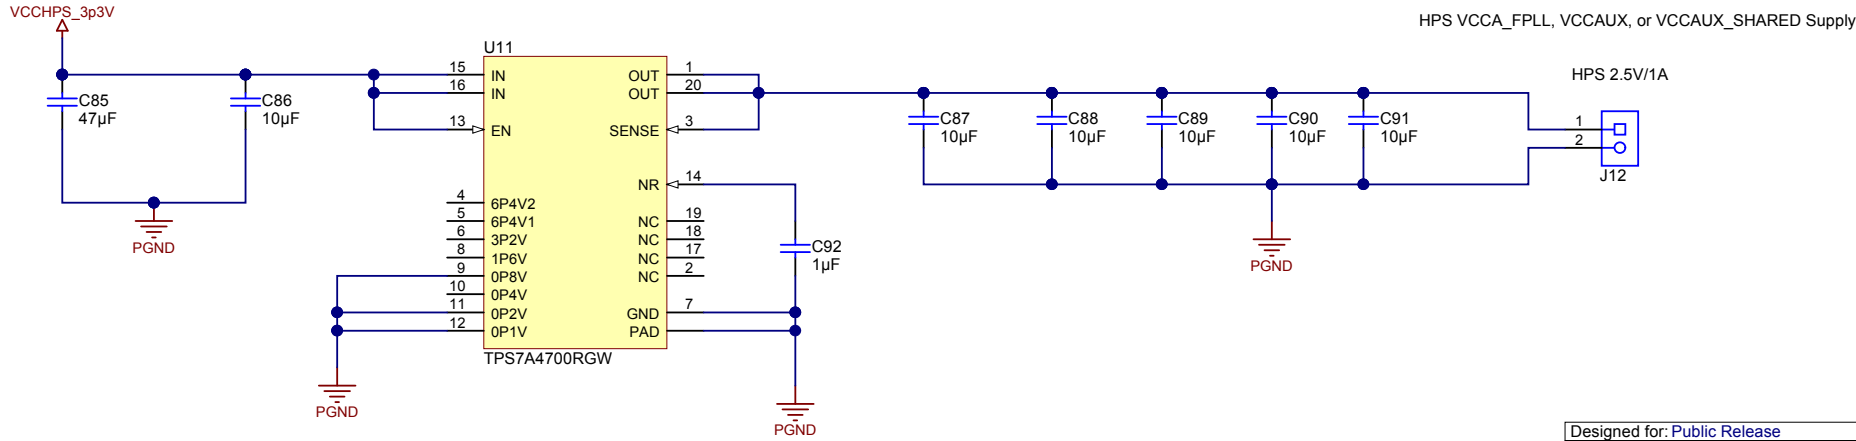 VCCHPS_3p3V
HPS VCCA_FPLL, VCCAUX, or VCCAUX_SHARED Supply
HPS 2.5V/1A
U11
15 IN OUT 1
16 IN OUT 20
13 EN SENSE 3
NR 14
4 6P4V2
5 6P4V1 NC 19
6 3P2V NC 18
8 1P6V NC 17
9 0P8V NC 2
10 0P4V
11 0P2V GND 7
12 0P1V PAD
TPS7A4700RGW
C85
47µF
C86
10µF
PGND
PGND
C92
1µF
PGND
C87
10µF
C88
10µF
C89
10µF
C90
10µF
C91
10µF
PGND
1
2
J12
Designed for: Public Release